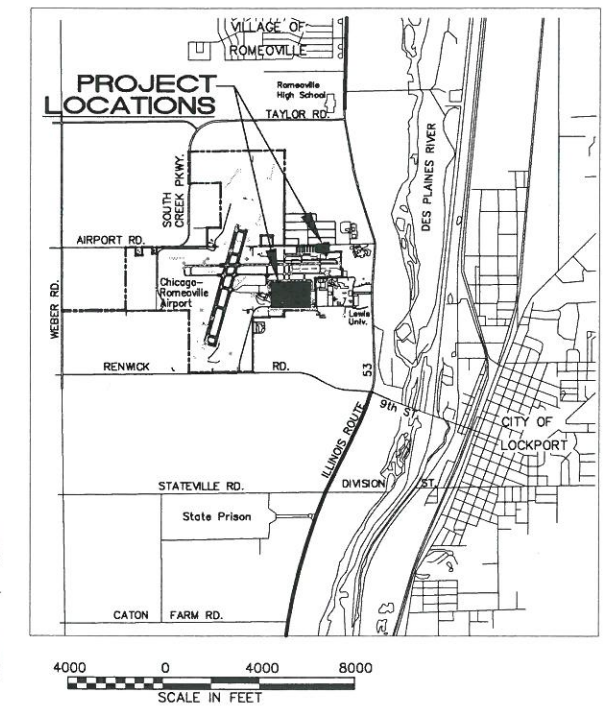 VILLAGE OF
ROMEOVILLE
PROJECT
LOCATIONS
Romeoville
High School
TAYLOR RD.
SOUTH
CREEK PKWY.
DES PLAINES RIVER
AIRPORT RD.
WEBER RD.
Chicago-
Romeoville
Airport
Lewis
Univ.
RENWICK RD.
53
ILLINOIS ROUTE
9th ST.
CITY OF
LOCKPORT
STATEVILLE RD.
DIVISION ST.
State Prison
CATON FARM RD.
4000 0 4000 8000
SCALE IN FEET